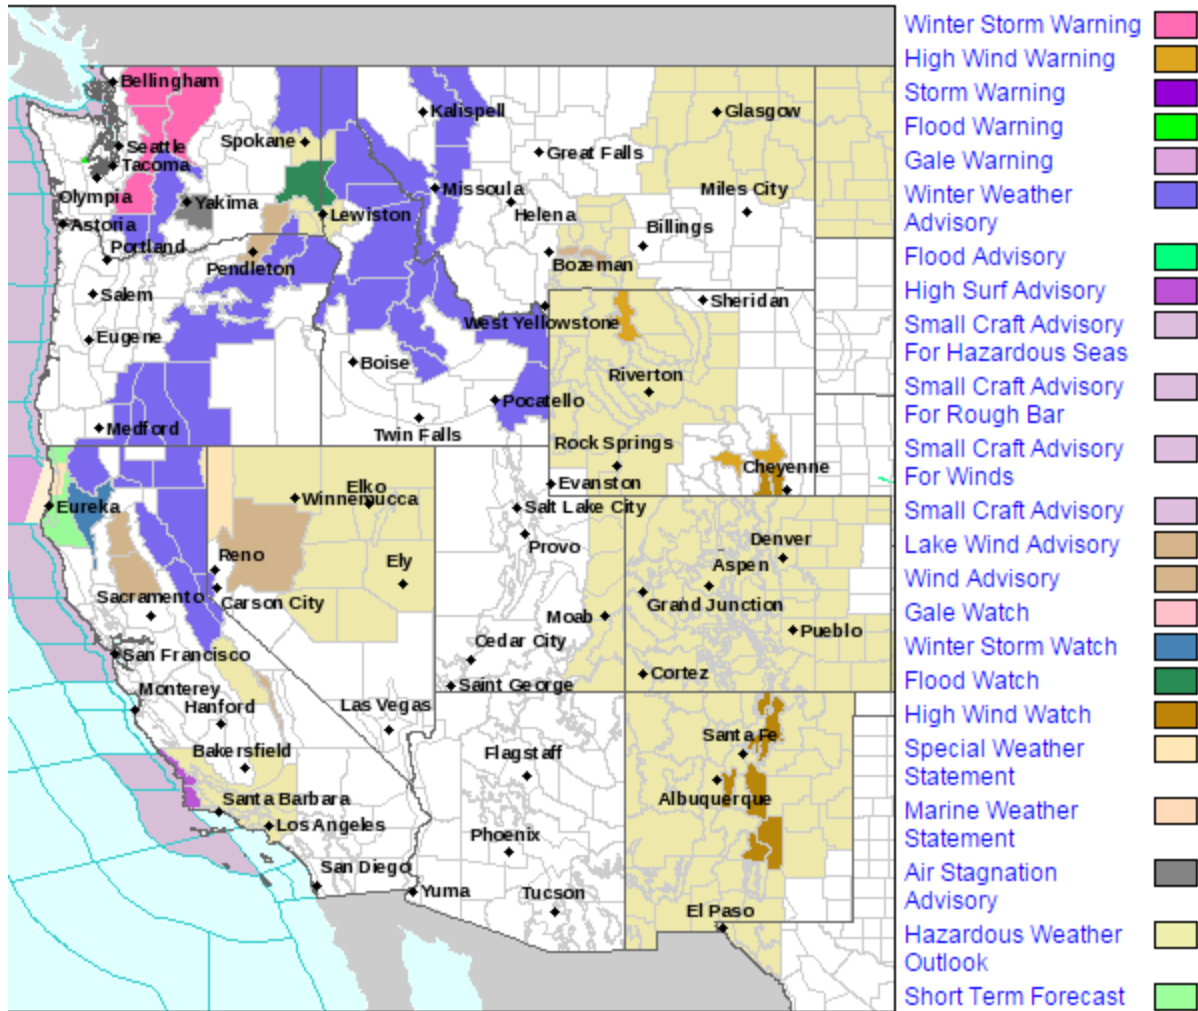 Bellingham
Kalispell
Glasgow
Seattle
Spokane
Tacoma
Great Falls
Olympia
Yakima
Missoula
Miles City
Lewiston
Helena
Astoria
Billings
Portland
Pendleton
Bozeman
Salem
Sheridan
West Yellowstone
Eugene
Boise
Riverton
Pocatello
Medford
Twin Falls
Rock Springs
Cheyenne
Evanston
Elko
Winnemucca
Eureka
Salt Lake City
Provo
Denver
Reno
Ely
Aspen
Sacramento
Carson City
Grand Junction
Moab
Pueblo
Cedar City
San Francisco
Cortez
Saint George
Monterey
Hanford
Las Vegas
Santa Fe
Bakersfield
Flagstaff
Albuquerque
Santa Barbara
Los Angeles
Phoenix
San Diego
Yuma
Tucson
El Paso
Winter Storm Warning
High Wind Warning
Storm Warning
Flood Warning
Gale Warning
Winter Weather
Advisory
Flood Advisory
High Surf Advisory
Small Craft Advisory
For Hazardous Seas
Small Craft Advisory
For Rough Bar
Small Craft Advisory
For Winds
Small Craft Advisory
Lake Wind Advisory
Wind Advisory
Gale Watch
Winter Storm Watch
Flood Watch
High Wind Watch
Special Weather
Statement
Marine Weather
Statement
Air Stagnation
Advisory
Hazardous Weather
Outlook
Short Term Forecast